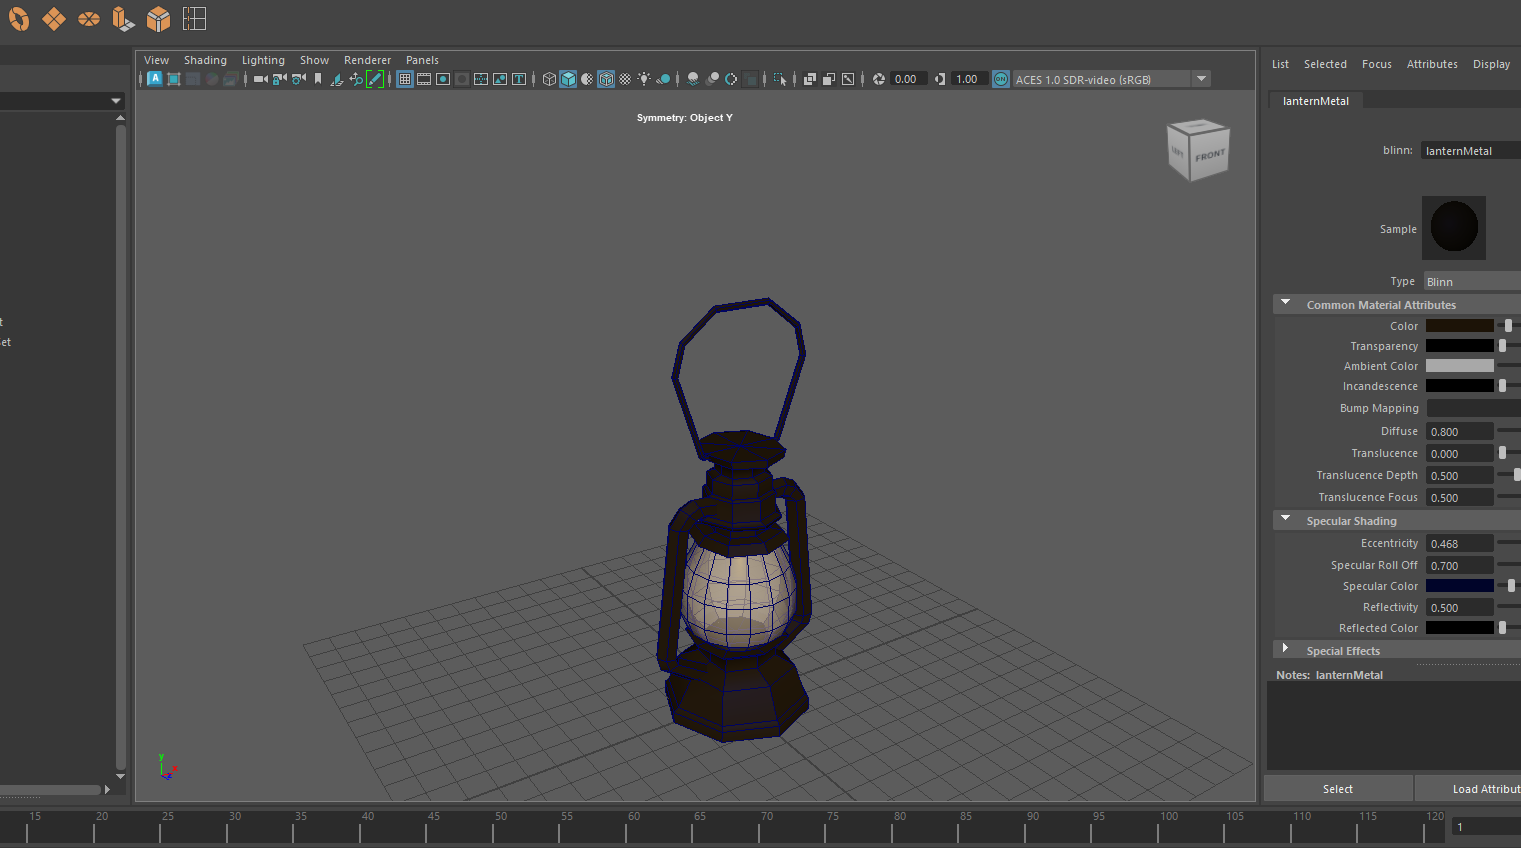 View Shading Lighting Show Renderer Panels
List Selected Focus Attributes Display
A T 0.00 1.00 ON ACES 1.0 SDR-video (sRGB)
lanternMetal
Symmetry: Object Y
LEFT FRONT
blinn: lanternMetal
Sample
Type Blinn
Common Material Attributes
t
Color
et
Transparency
Ambient Color
Incandescence
Bump Mapping
Diffuse 0.800
Translucence 0.000
Translucence Depth 0.500
Translucence Focus 0.500
Specular Shading
Eccentricity 0.468
Specular Roll Off 0.700
Specular Color
Reflectivity 0.500
Reflected Color
Special Effects
Notes: lanternMetal
y
x
z
Select Load Attribut
15 20 25 30 35 40 45 50 55 60 65 70 75 80 85 90 95 100 105 110 115 120
1